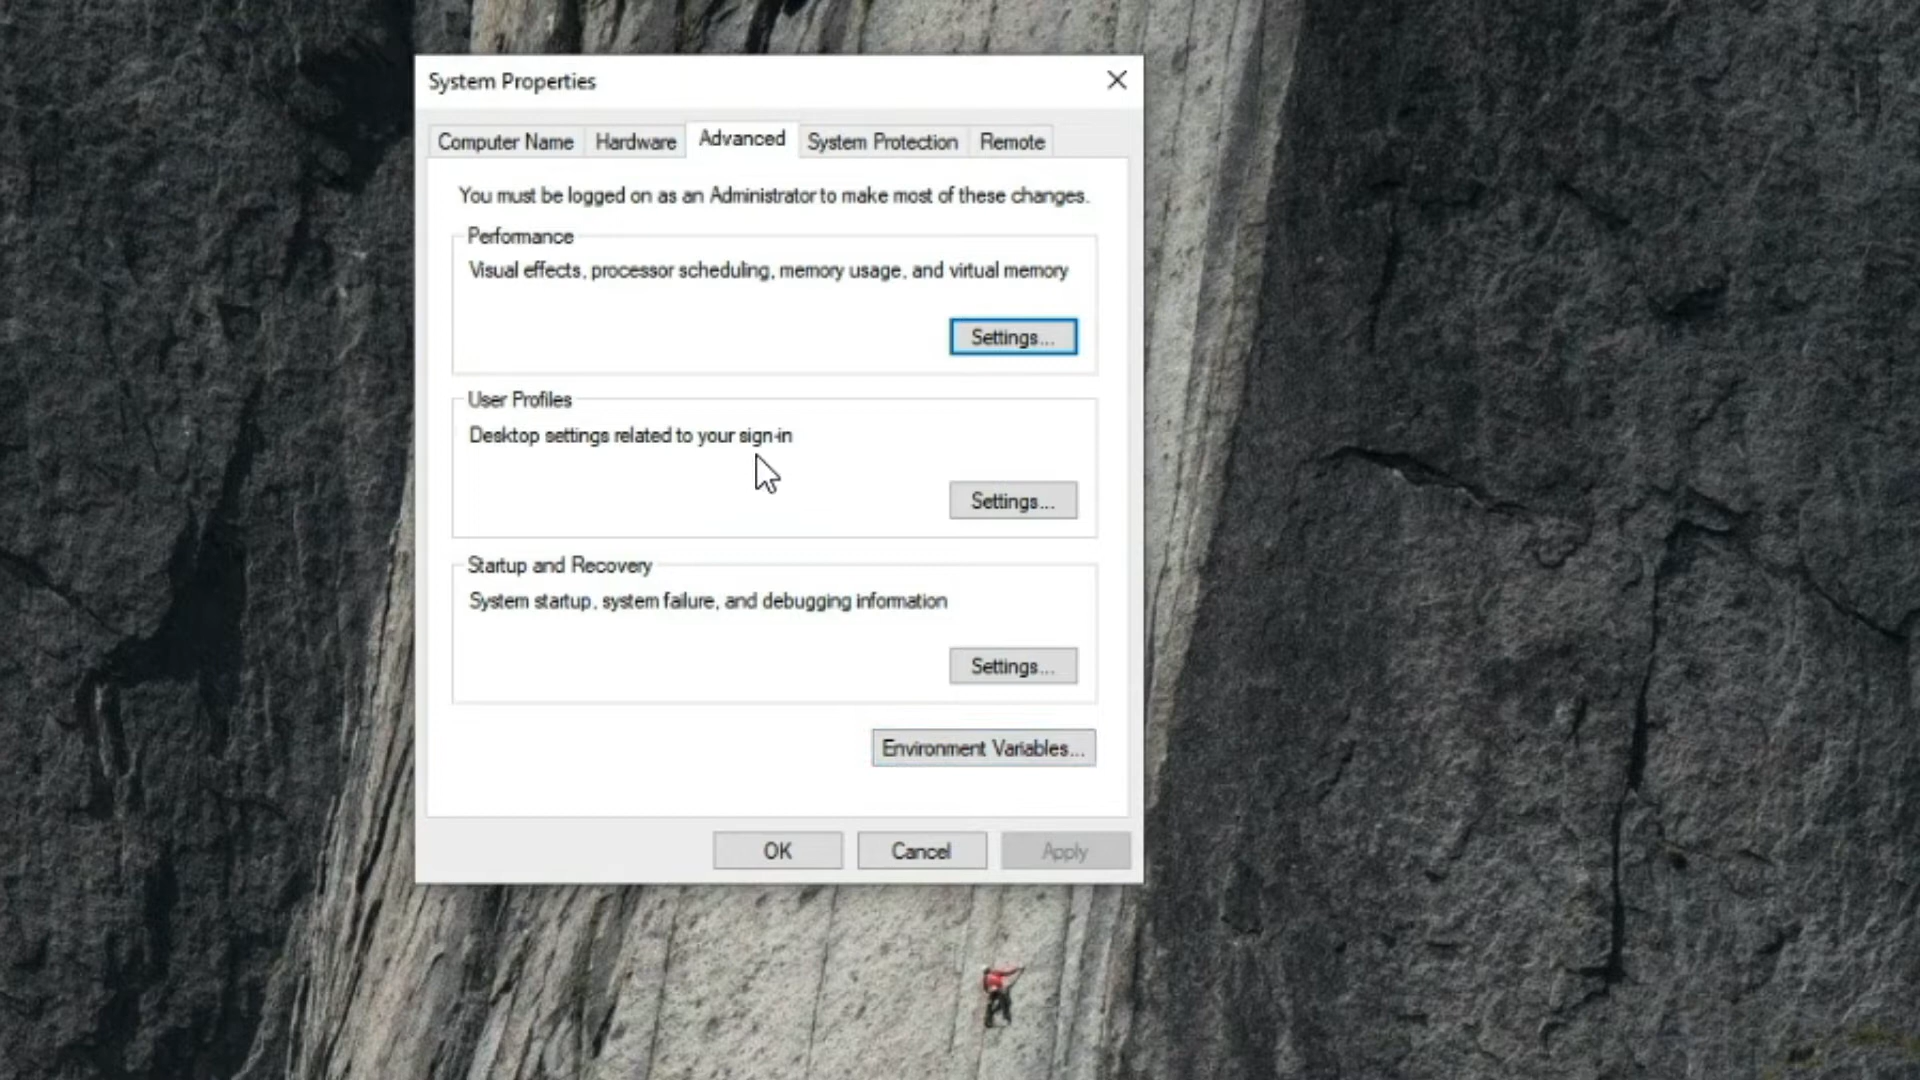 System Properties
Computer Name Hardware Advanced System Protection Remote
You must be logged on as an Administrator to make most of these changes.
Performance
Visual effects, processor scheduling, memory usage, and virtual memory
Settings...
User Profiles
Desktop settings related to your sign-in
Settings...
Startup and Recovery
System startup, system failure, and debugging information
Settings...
Environment Variables...
OK Cancel Apply